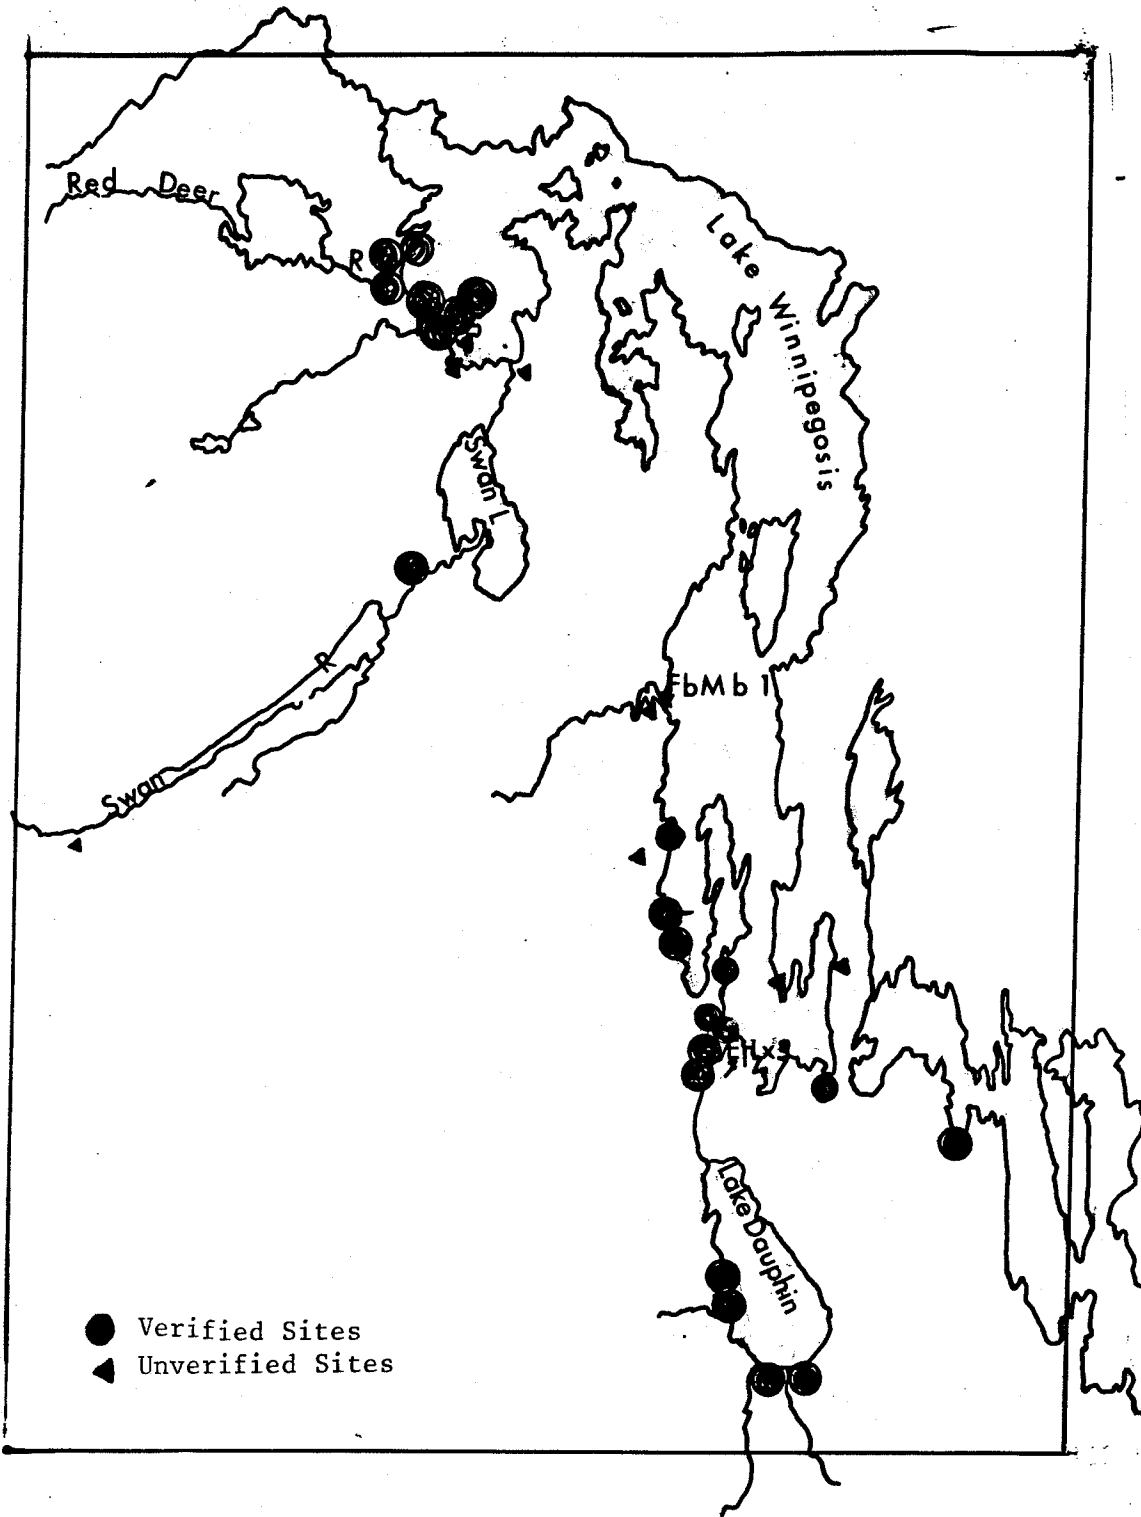 Red Deer
R
Lake
Winnipegosis
Swan L
R
Swan
FbMb 1
Lake Dauphin
Verified Sites
Unverified Sites